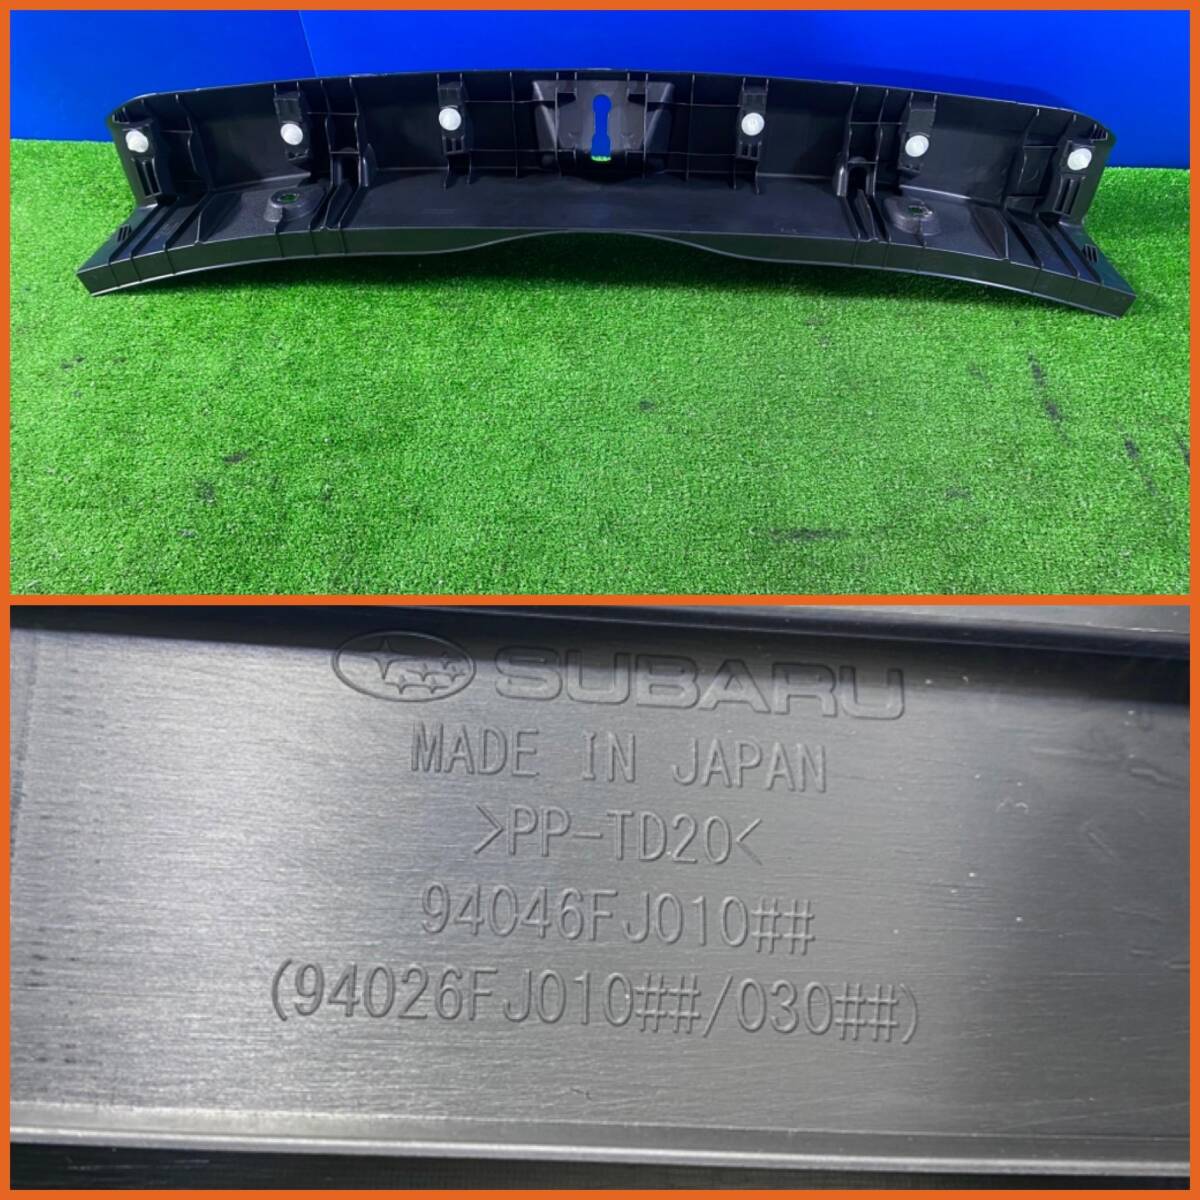 SUBARU
MADE IN JAPAN
>PP-TD20<
94046FJ010##
(94026FJ010##/030##)